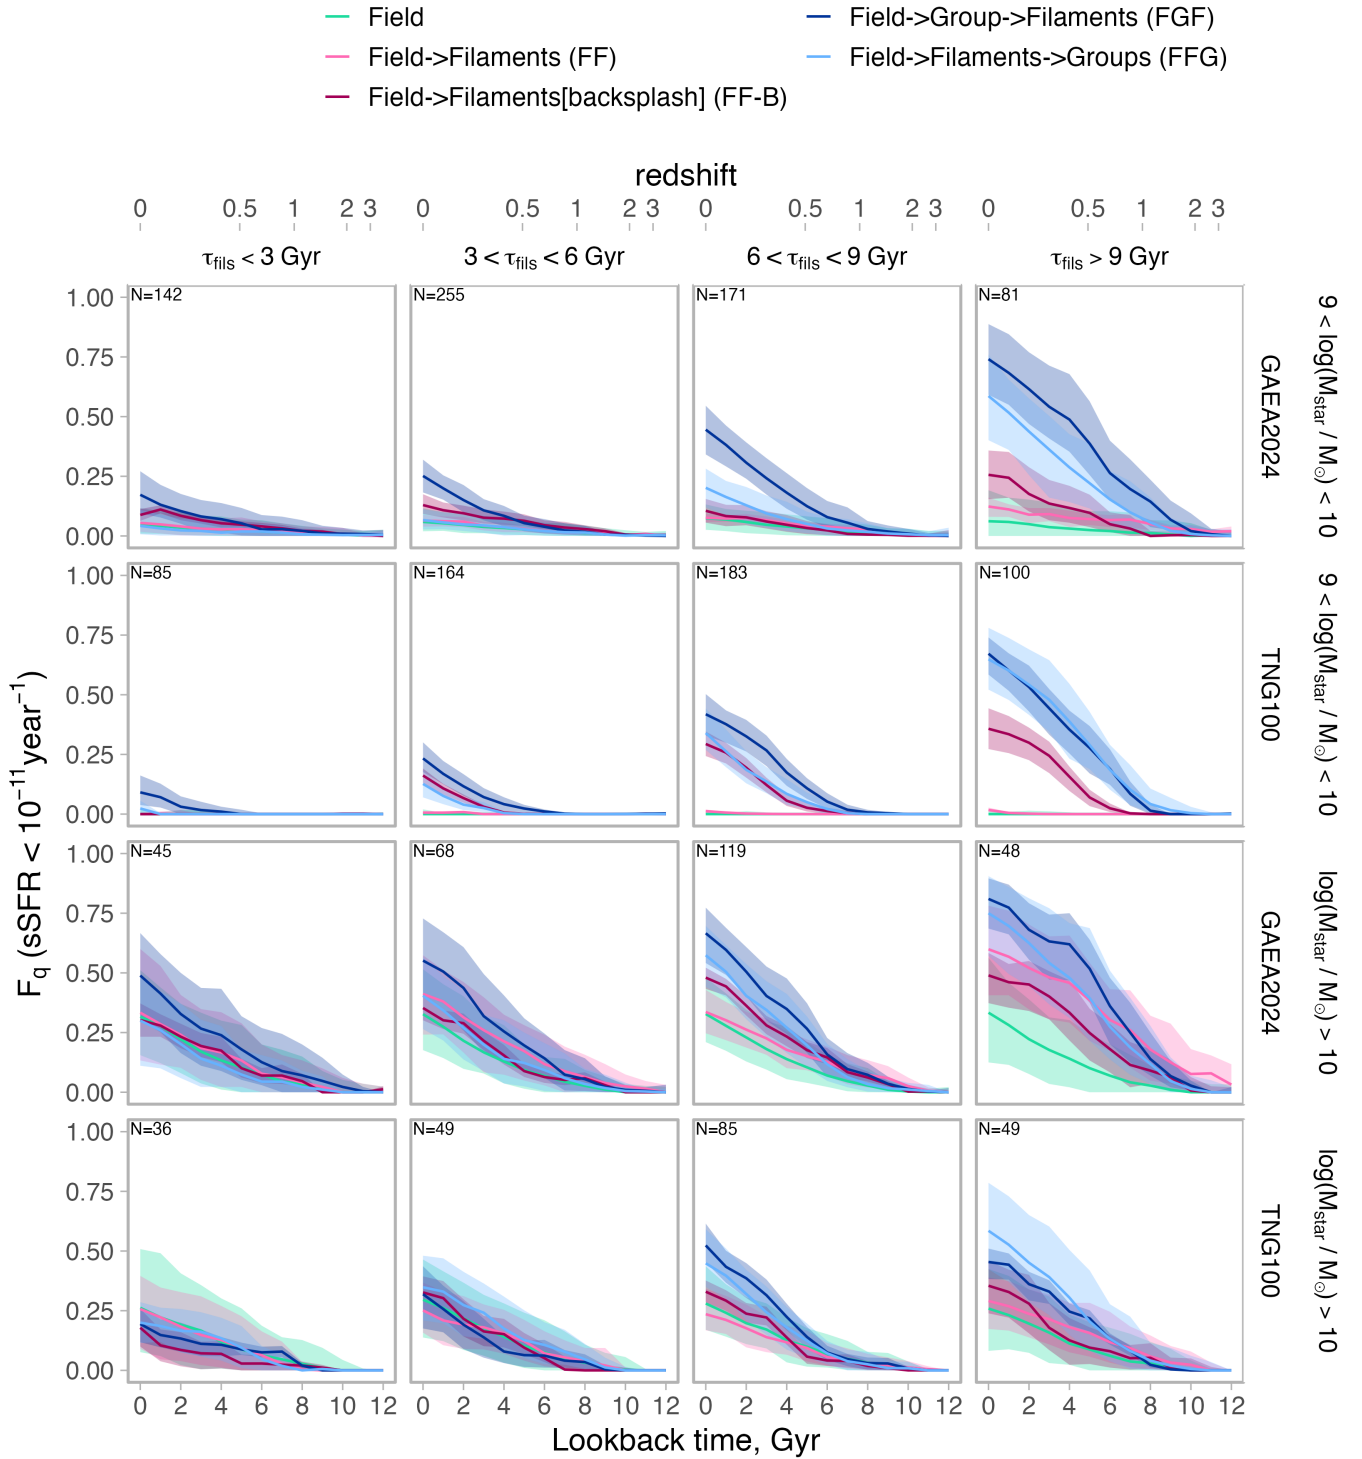 Field
Field->Group->Filaments (FGF)
Field->Filaments (FF)
Field->Filaments->Groups (FFG)
Field->Filaments[backsplash] (FF-B)
redshift
0 0.5 1 2 3 0 0.5 1 2 3 0 0.5 1 2 3 0 0.5 1 2 3
τfils < 3 Gyr 3 < τfils < 6 Gyr 6 < τfils < 9 Gyr τfils > 9 Gyr
N=142 N=255 N=171 N=81
1.00
0.75
0.50
0.25
0.00
GAEA2024
9 < log(Mstar / M⊙) < 10
N=85 N=164 N=183 N=100
1.00
0.75
0.50
0.25
0.00
TNG100
9 < log(Mstar / M⊙) < 10
Fq (sSFR < 10⁻¹¹year⁻¹)
N=45 N=68 N=119 N=48
1.00
0.75
0.50
0.25
0.00
GAEA2024
log(Mstar / M⊙) > 10
N=36 N=49 N=85 N=49
1.00
0.75
0.50
0.25
0.00
TNG100
log(Mstar / M⊙) > 10
0 2 4 6 8 10 12 0 2 4 6 8 10 12 0 2 4 6 8 10 12 0 2 4 6 8 10 12
Lookback time, Gyr